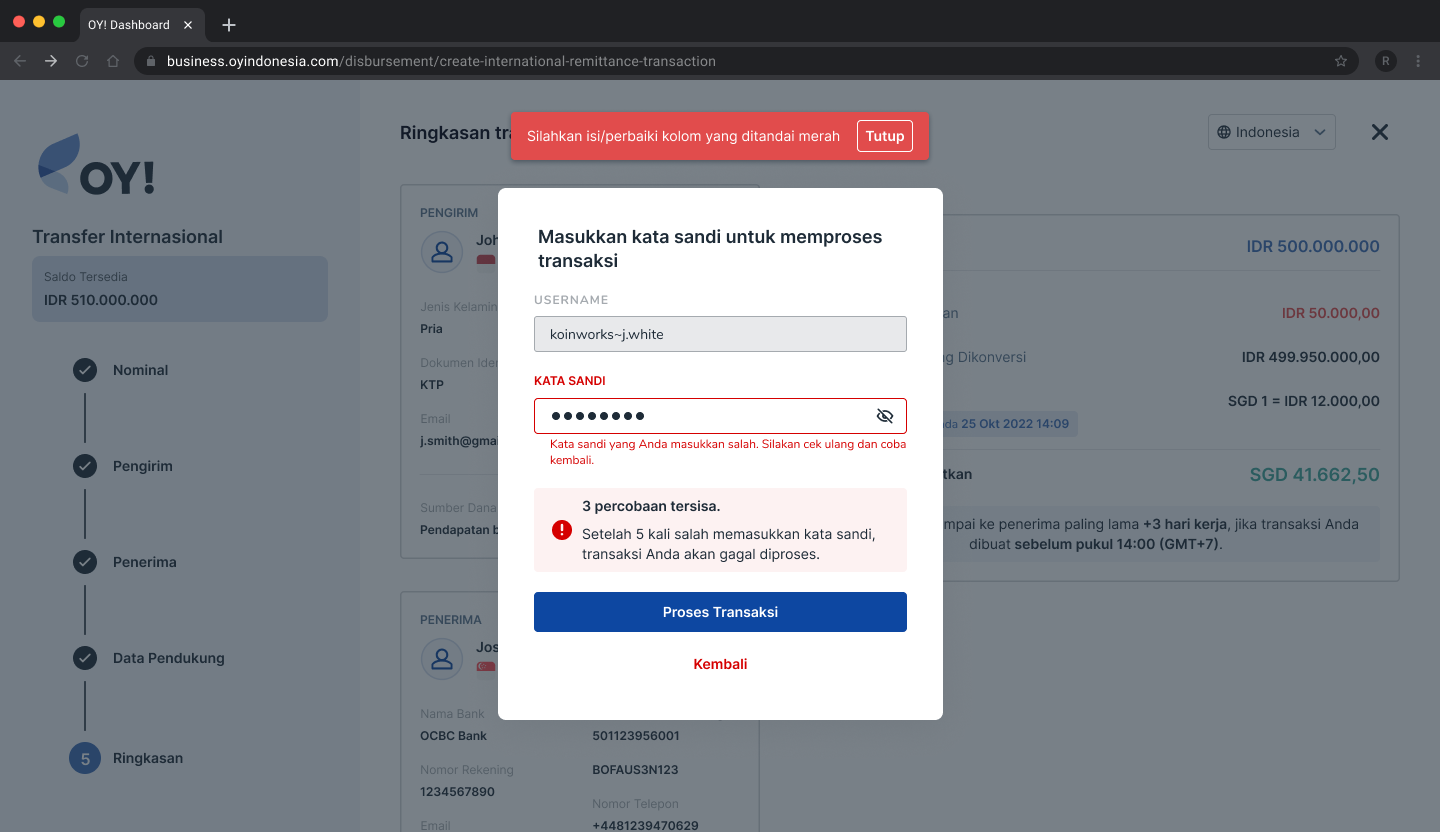 OY! Dashboard
business.oyindonesia.com/disbursement/create-international-remittance-transaction
R
OY!
Transfer Internasional
Saldo Tersedia
IDR 510.000.000
Nominal
Pengirim
Penerima
Data Pendukung
5 Ringkasan
Ringkasan
Silahkan isi/perbaiki kolom yang ditandai merah
Tutup
Indonesia
PENGIRIM
Joh
Jenis Kelamin
Pria
KTP
Email
j.smith@gmai
Sumber Dana
Pendapatan b
PENERIMA
Jos
Nama Bank
OCBC Bank
501123956001
Nomor Rekening
1234567890
BOFAUS3N123
Nomor Telepon
+4481239470629
Email
Masukkan kata sandi untuk memproses
transaksi
USERNAME
koinworks~j.white
KATA SANDI
Kata sandi yang Anda masukkan salah. Silakan cek ulang dan coba
kembali.
3 percobaan tersisa.
Setelah 5 kali salah memasukkan kata sandi,
transaksi Anda akan gagal diproses.
Proses Transaksi
Kembali
IDR 500.000.000
an
IDR 50.000,00
g Dikonversi
IDR 499.950.000,00
SGD 1 = IDR 12.000,00
da 25 Okt 2022 14:09
tkan
SGD 41.662,50
mpai ke penerima paling lama +3 hari kerja, jika transaksi Anda
dibuat sebelum pukul 14:00 (GMT+7).